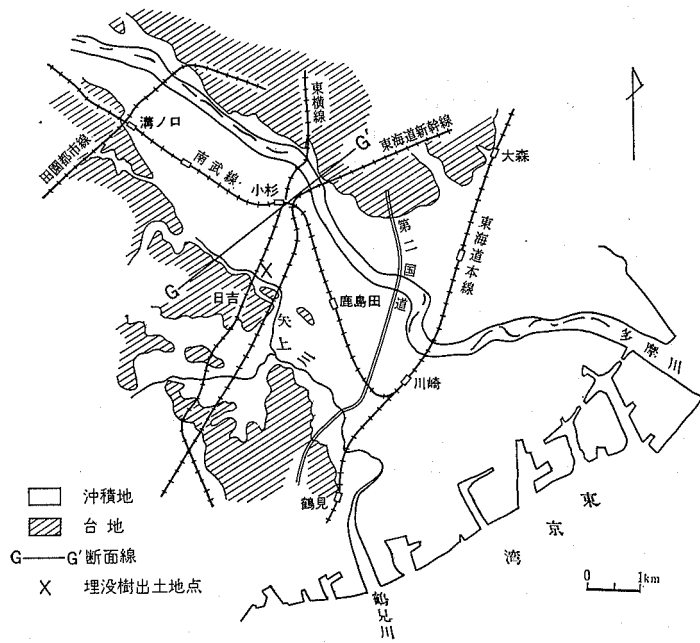 東横線
G'
東海道新幹線
大森
溝ノ口
田園都市線
南武線
小杉
東海道本線
第二国道
G
X
日吉
鹿島田
矢上川
多摩川
川崎
鶴見
東京湾
鶴見川
沖積地
台地
G——G'断面線
X 埋没樹出土地点
0 1km